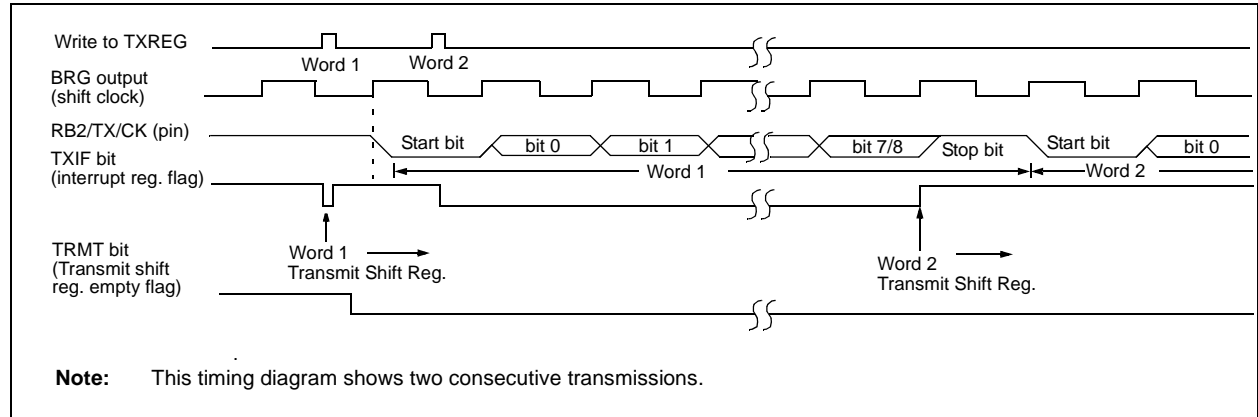 Write to TXREG
Word 1
Word 2
BRG output
(shift clock)
RB2/TX/CK (pin)
Start bit
bit 0
bit 1
bit 7/8
Stop bit
Start bit
bit 0
TXIF bit
(interrupt reg. flag)
Word 1
Word 2
TRMT bit
(Transmit shift
reg. empty flag)
Word 1
Transmit Shift Reg.
Word 2
Transmit Shift Reg.
Note: This timing diagram shows two consecutive transmissions.